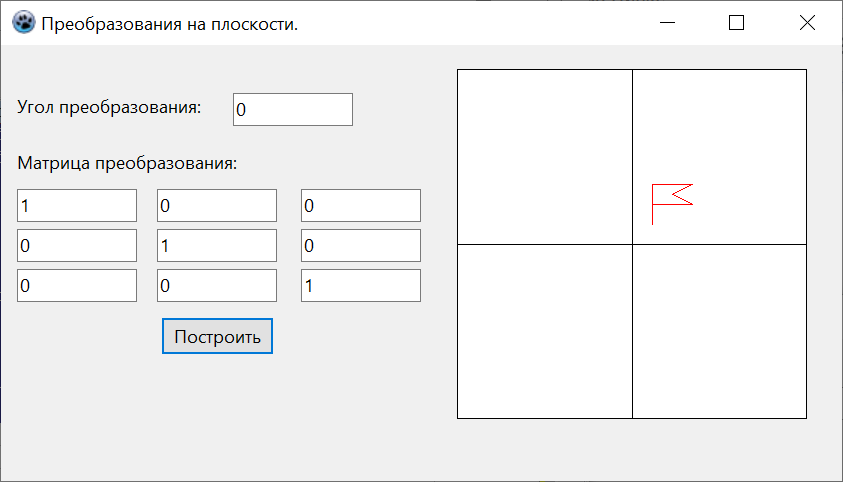 Преобразования на плоскости.
Угол преобразования: 0
Матрица преобразования:
1 0 0
0 1 0
0 0 1
Построить